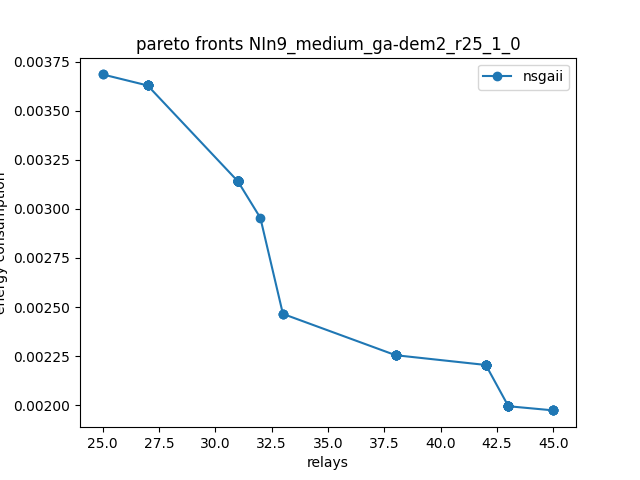 pareto fronts NIn9_medium_ga-dem2_r25_1_0
nsgaii
0.00375
0.00350
0.00325
0.00300
0.00275
0.00250
0.00225
0.00200
energy consumption
25.0 27.5 30.0 32.5 35.0 37.5 40.0 42.5 45.0
relays